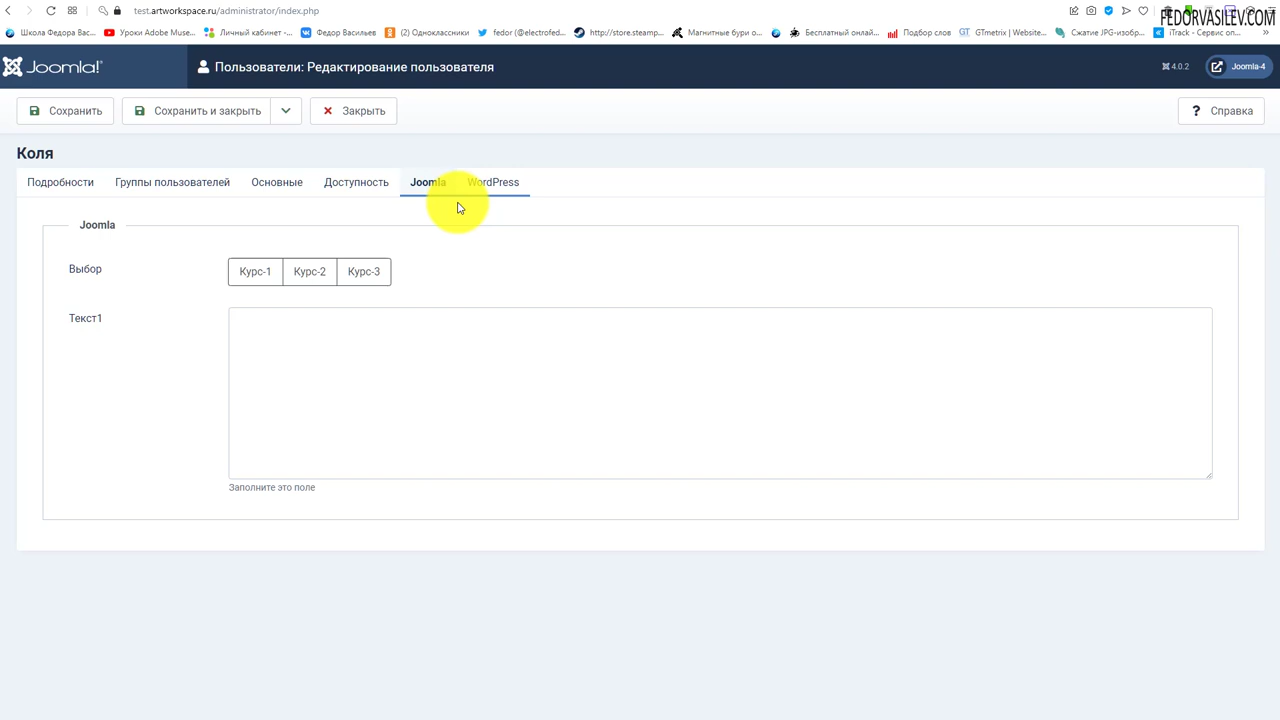 test.artworkspace.ru/administrator/index.php
FEDORVASILEV.COM
Школа Федора Вас... Уроки Adobe Muse... Личный кабинет -... Федор Васильев (2) Одноклассники fedor (@electrofed... http://store.steamp... Магнитные бури о... Бесплатный онлай... Подбор слов GTmetrix | Website... Сжатие JPG-изобр... iTrack - Сервис оп... »
Joomla! Пользователи: Редактирование пользователя 4.0.2 Joomla-4
Сохранить Сохранить и закрыть Закрыть ? Справка
Коля
Подробности Группы пользователей Основные Доступность Joomla WordPress
Joomla
Выбор Курс-1 Курс-2 Курс-3
Текст1
Заполните это поле